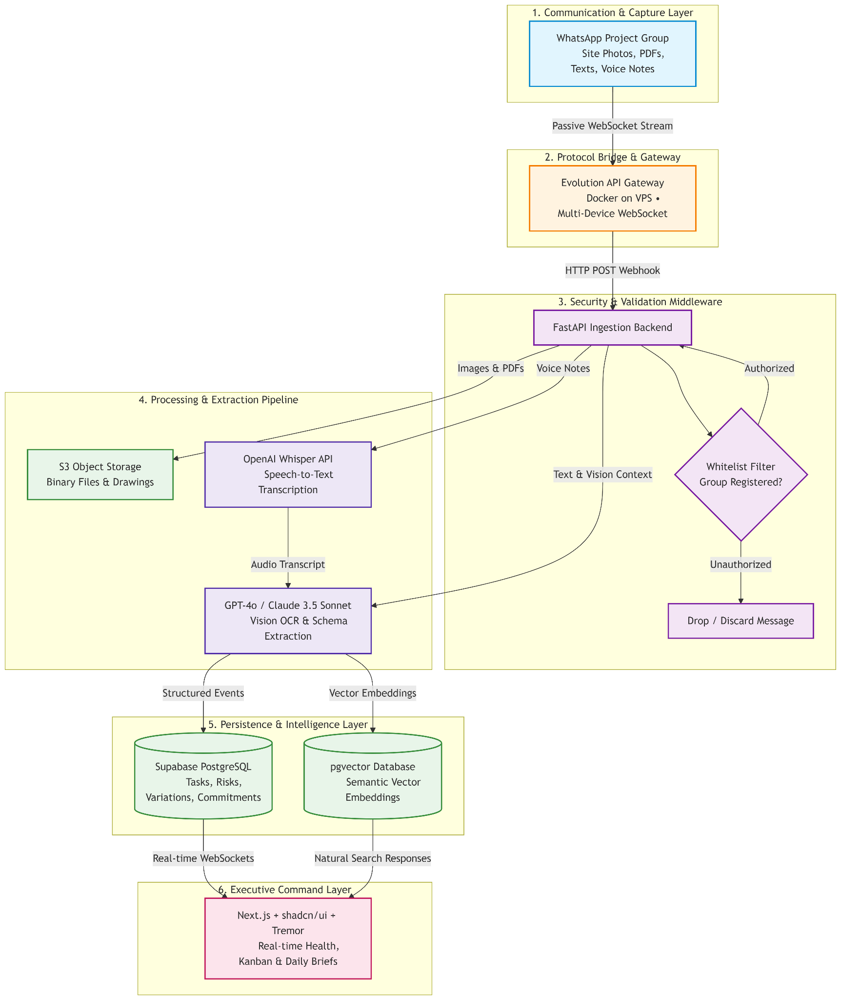 1. Communication & Capture Layer
WhatsApp Project Group
Site Photos, PDFs,
Texts, Voice Notes
Passive WebSocket Stream
2. Protocol Bridge & Gateway
Evolution API Gateway
Docker on VPS •
Multi-Device WebSocket
HTTP POST Webhook
3. Security & Validation Middleware
FastAPI Ingestion Backend
Images & PDFs
Voice Notes
Authorized
4. Processing & Extraction Pipeline
S3 Object Storage
Binary Files & Drawings
OpenAI Whisper API
Speech-to-Text
Transcription
Text & Vision Context
Whitelist Filter
Group Registered?
Audio Transcript
Unauthorized
GPT-4o / Claude 3.5 Sonnet
Vision OCR & Schema
Extraction
Drop / Discard Message
Structured Events
Vector Embeddings
5. Persistence & Intelligence Layer
Supabase PostgreSQL
Tasks, Risks,
Variations, Commitments
pgvector Database
Semantic Vector
Embeddings
Real-time WebSockets
Natural Search Responses
6. Executive Command Layer
Next.js + shadcn/ui +
Tremor
Real-time Health,
Kanban & Daily Briefs